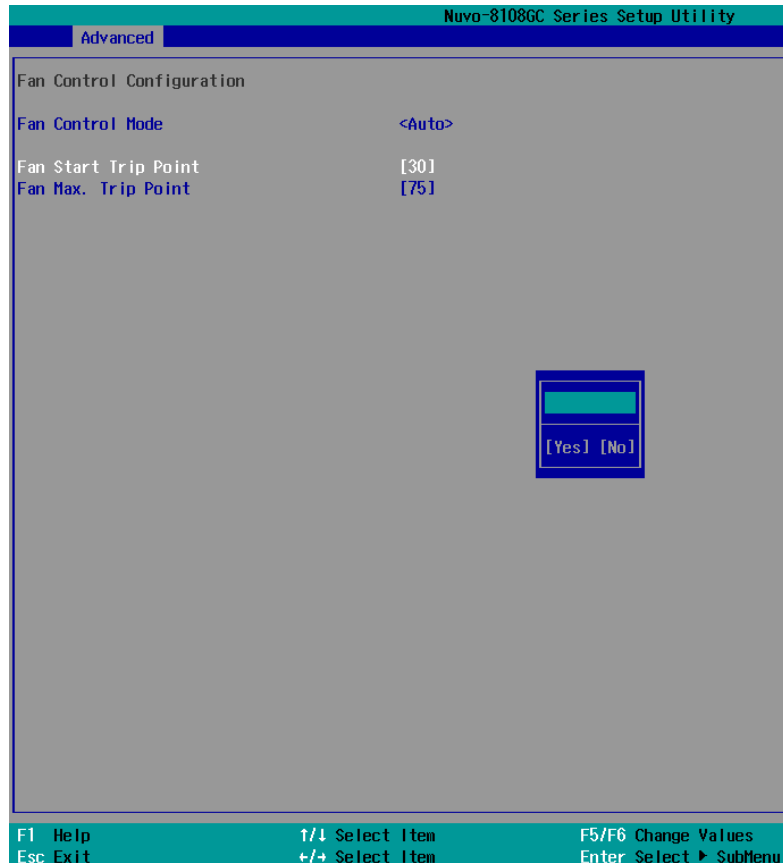 Nuvo-8108GC Series Setup Utility
Advanced
Fan Control Configuration
Fan Control Mode <Auto>
Fan Start Trip Point [30]
Fan Max. Trip Point [75]
[Yes] [No]
F1 Help ↑/↓ Select Item F5/F6 Change Values
Esc Exit ←/→ Select Item Enter Select ▶ SubMenu